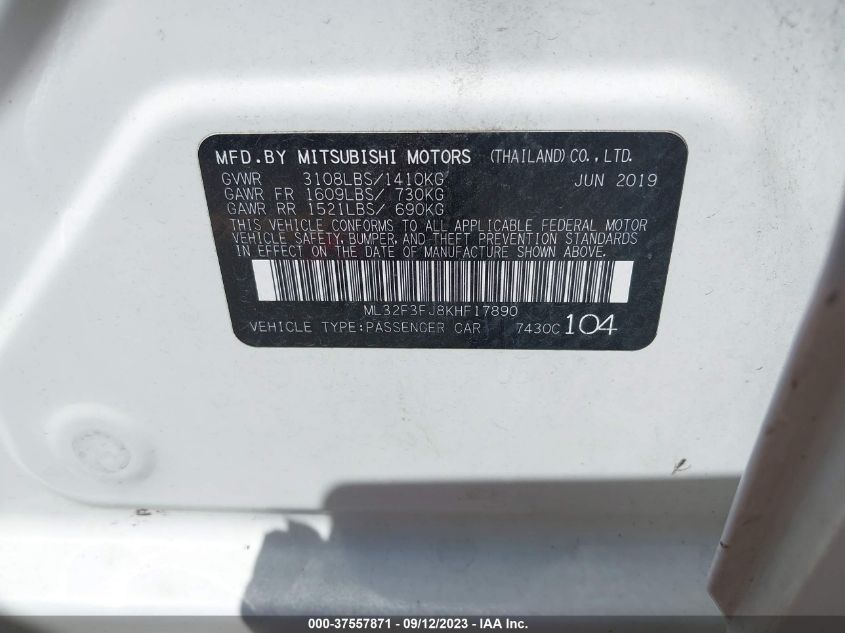 MFD.BY MITSUBISHI MOTORS (THAILAND)CO.,LTD.
GVWR 3108LBS/1410KG JUN 2019
GAWR FR 1609LBS/ 730KG
GAWR RR 1521LBS/ 690KG
THIS VEHICLE CONFORMS TO ALL APPLICABLE FEDERAL MOTOR
VEHICLE SAFETY, BUMPER, AND THEFT PREVENTION STANDARDS
IN EFFECT ON THE DATE OF MANUFACTURE SHOWN ABOVE.
ML32F3FJ8KHF17890
VEHICLE TYPE:PASSENGER CAR 7430C 104
000-37557871 - 09/12/2023 - IAA Inc.